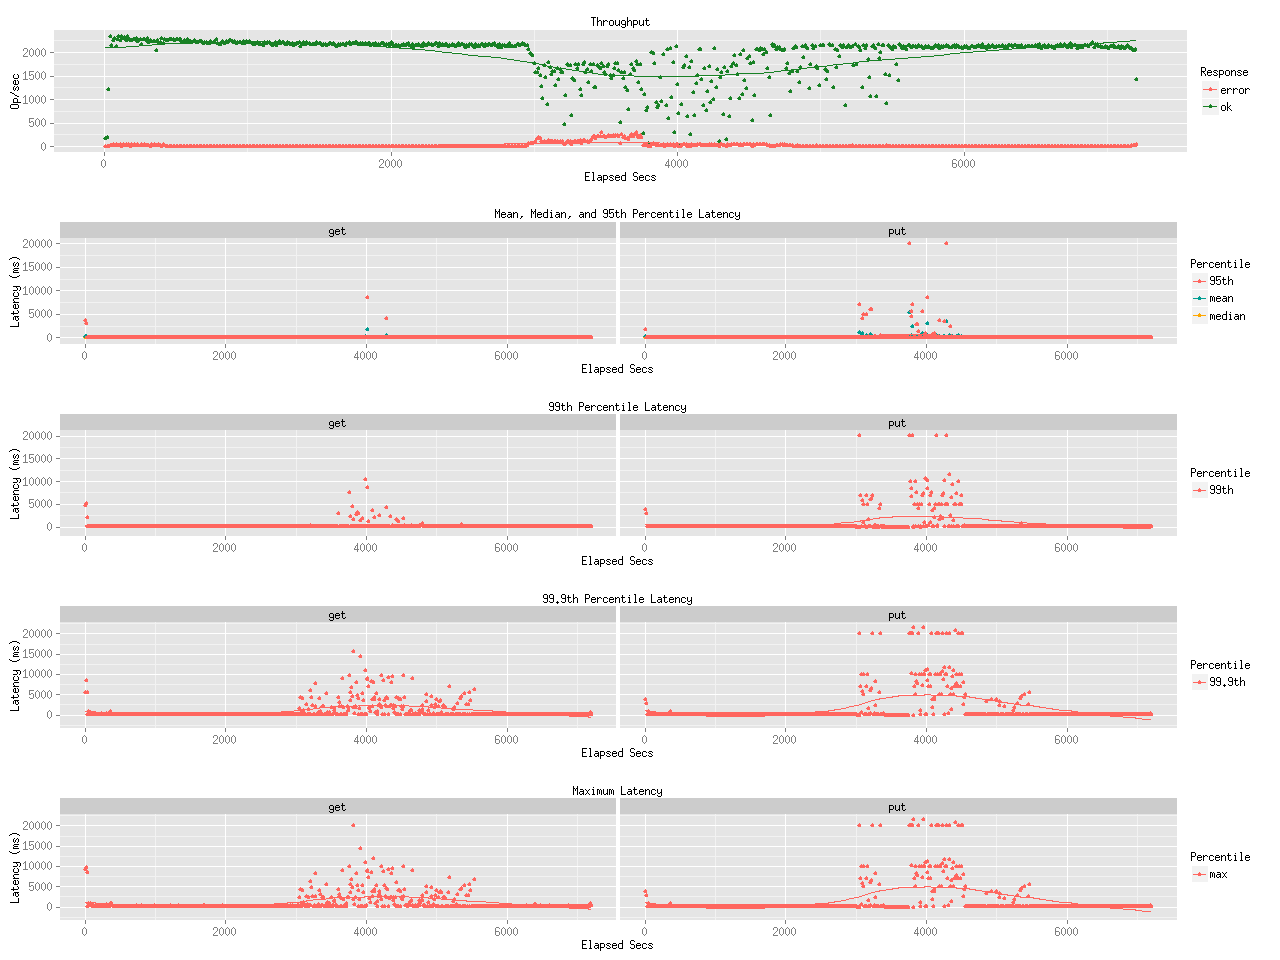 Throughput
Op/sec
2000
1500
1000
500
0
0 2000 4000 6000
Elapsed Secs
Response
error
ok
Mean, Median, and 95th Percentile Latency
get put
Latency (ms)
20000
15000
10000
5000
0
0 2000 4000 6000 0 2000 4000 6000
Elapsed Secs
Percentile
95th
mean
median
99th Percentile Latency
get put
Latency (ms)
20000
15000
10000
5000
0
0 2000 4000 6000 0 2000 4000 6000
Elapsed Secs
Percentile
99th
99.9th Percentile Latency
get put
Latency (ms)
20000
15000
10000
5000
0
0 2000 4000 6000 0 2000 4000 6000
Elapsed Secs
Percentile
99.9th
Maximum Latency
get put
Latency (ms)
20000
15000
10000
5000
0
0 2000 4000 6000 0 2000 4000 6000
Elapsed Secs
Percentile
max